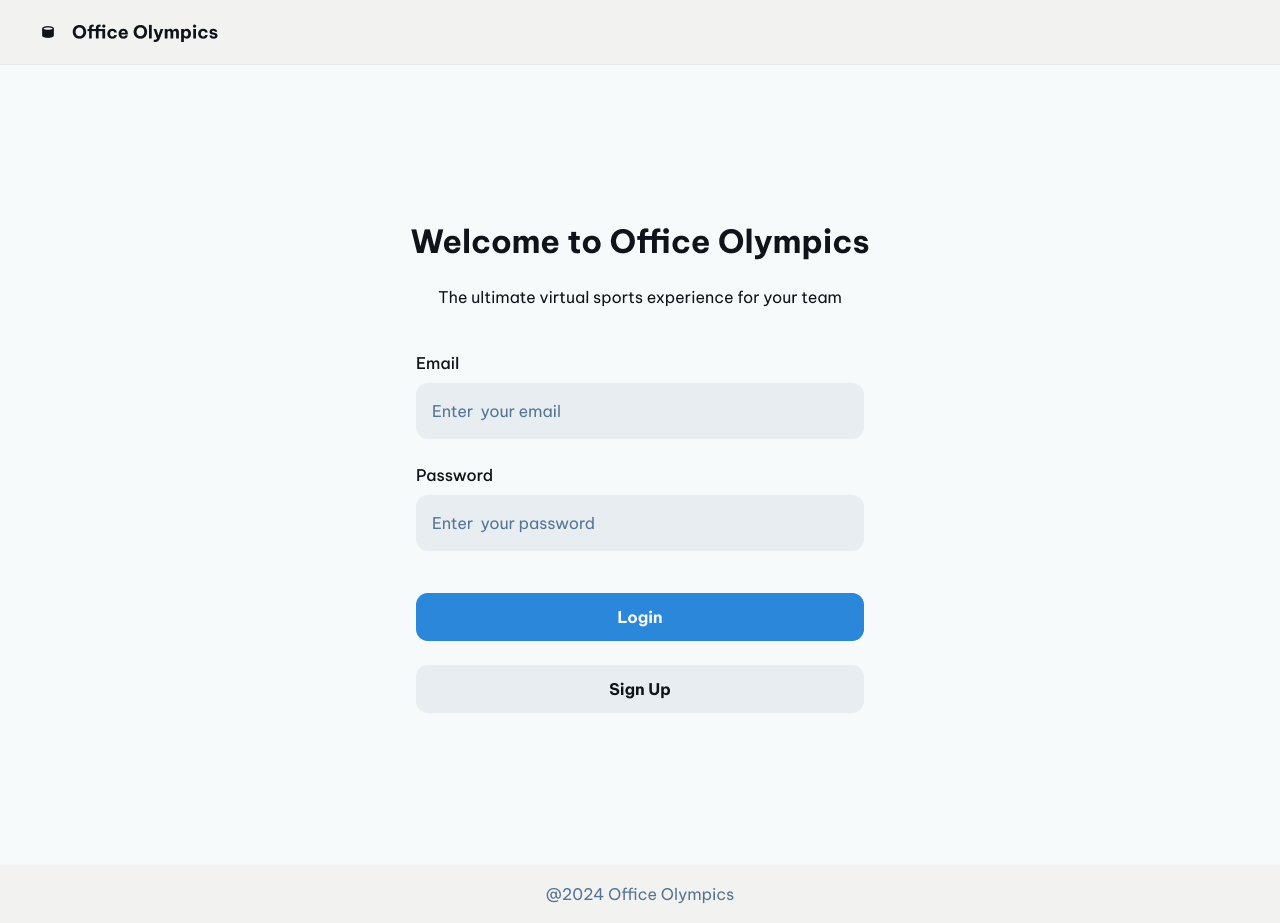 Office Olympics
Welcome to Office Olympics
The ultimate virtual sports experience for your team
Email
Enter  your email
Password
Enter  your password
Login
Sign Up
@2024 Office Olympics